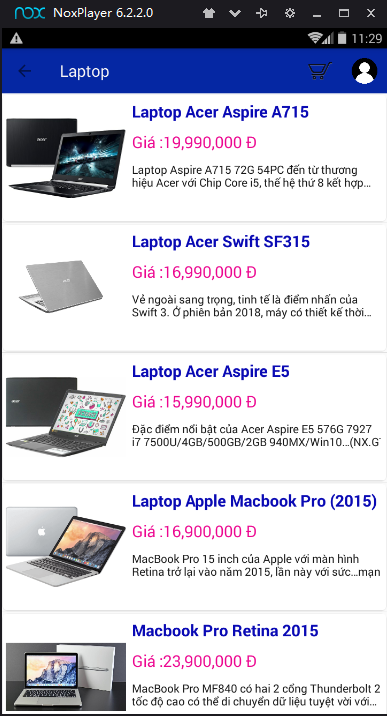 nox NoxPlayer 6.2.2.0
11:29
Laptop
Laptop Acer Aspire A715
Giá :19,990,000 Đ
Laptop Aspire A715 72G 54PC đến từ thương
hiệu Acer với Chip Core i5, thế hệ thứ 8 kết hợp...
Laptop Acer Swift SF315
Giá :16,990,000 Đ
Vẻ ngoài sang trọng, tinh tế là điểm nhấn của
Swift 3. Ở phiên bản 2018, máy có thiết kế thời...
Laptop Acer Aspire E5
Giá :15,990,000 Đ
Đặc điểm nổi bật của Acer Aspire E5 576G 7927
i7 7500U/4GB/500GB/2GB 940MX/Win10...(NX.G
Laptop Apple Macbook Pro (2015)
Giá :16,900,000 Đ
MacBook Pro 15 inch của Apple với màn hình
Retina trở lại vào năm 2015, lần này với sức...mạn
Macbook Pro Retina 2015
Giá :23,900,000 Đ
MacBook Pro MF840 có hai 2 cổng Thunderbolt 2
tốc độ cao có thể di chuyển dữ liệu tuyệt vời với...